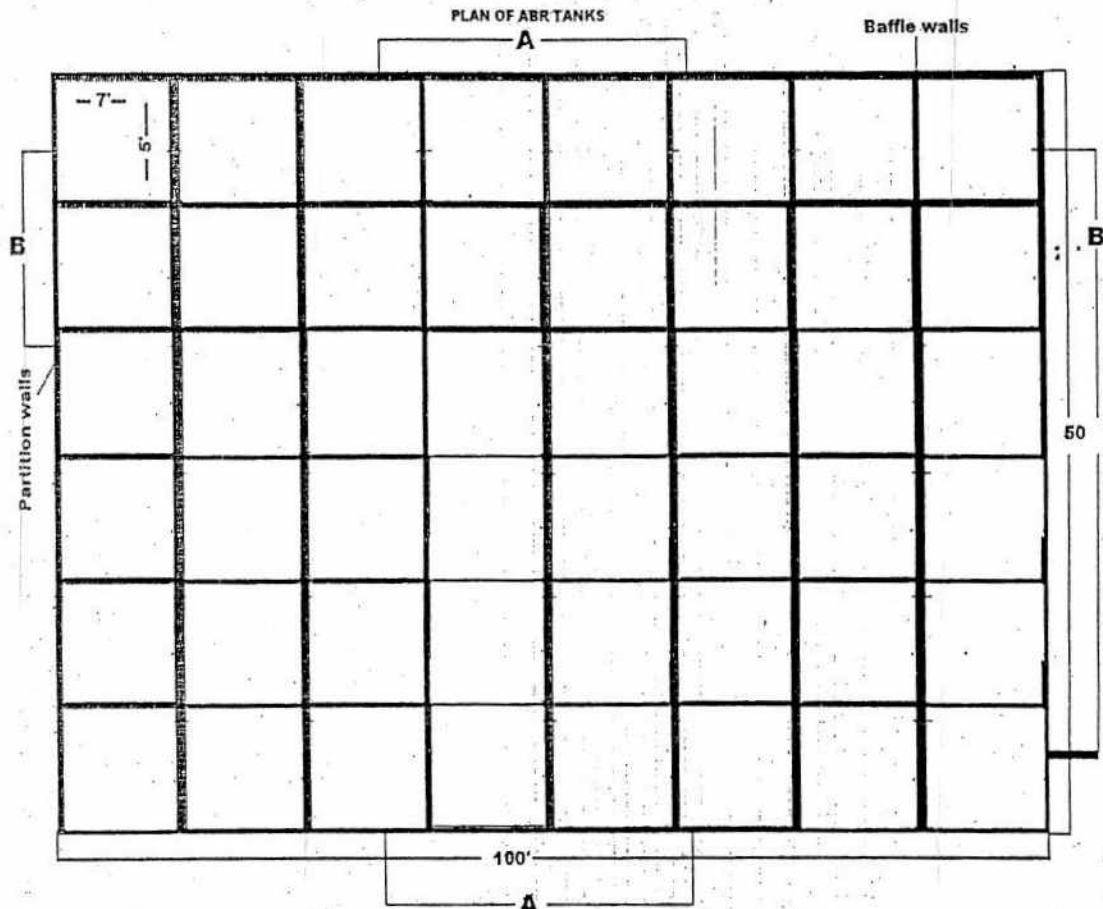 PLAN OF ABR TANKS
A
Baffle walls
-- 7'--
— 5'—
B
B
Partition walls
50
100'
A